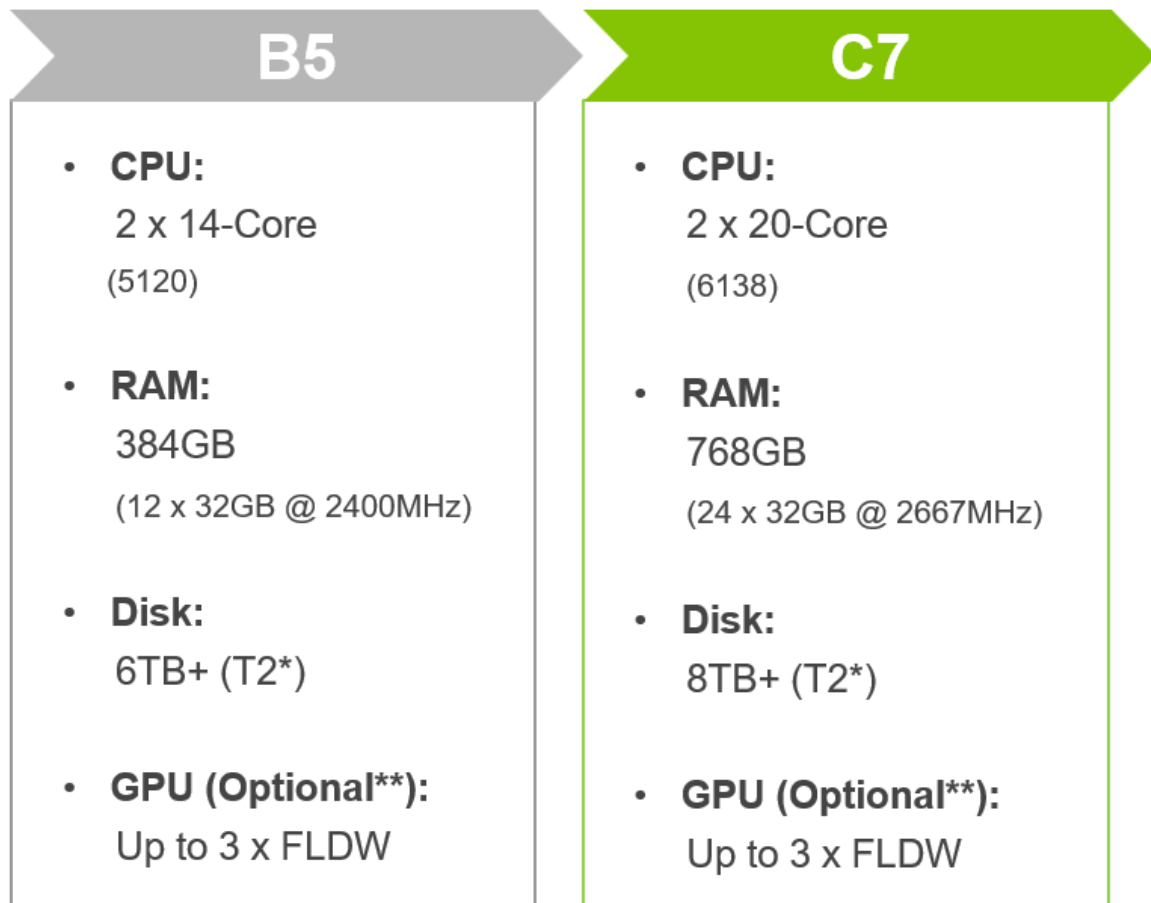 B5
• CPU:
2 x 14-Core
(5120)
• RAM:
384GB
(12 x 32GB @ 2400MHz)
• Disk:
6TB+ (T2*)
• GPU (Optional**):
Up to 3 x FLDW
C7
• CPU:
2 x 20-Core
(6138)
• RAM:
768GB
(24 x 32GB @ 2667MHz)
• Disk:
8TB+ (T2*)
• GPU (Optional**):
Up to 3 x FLDW